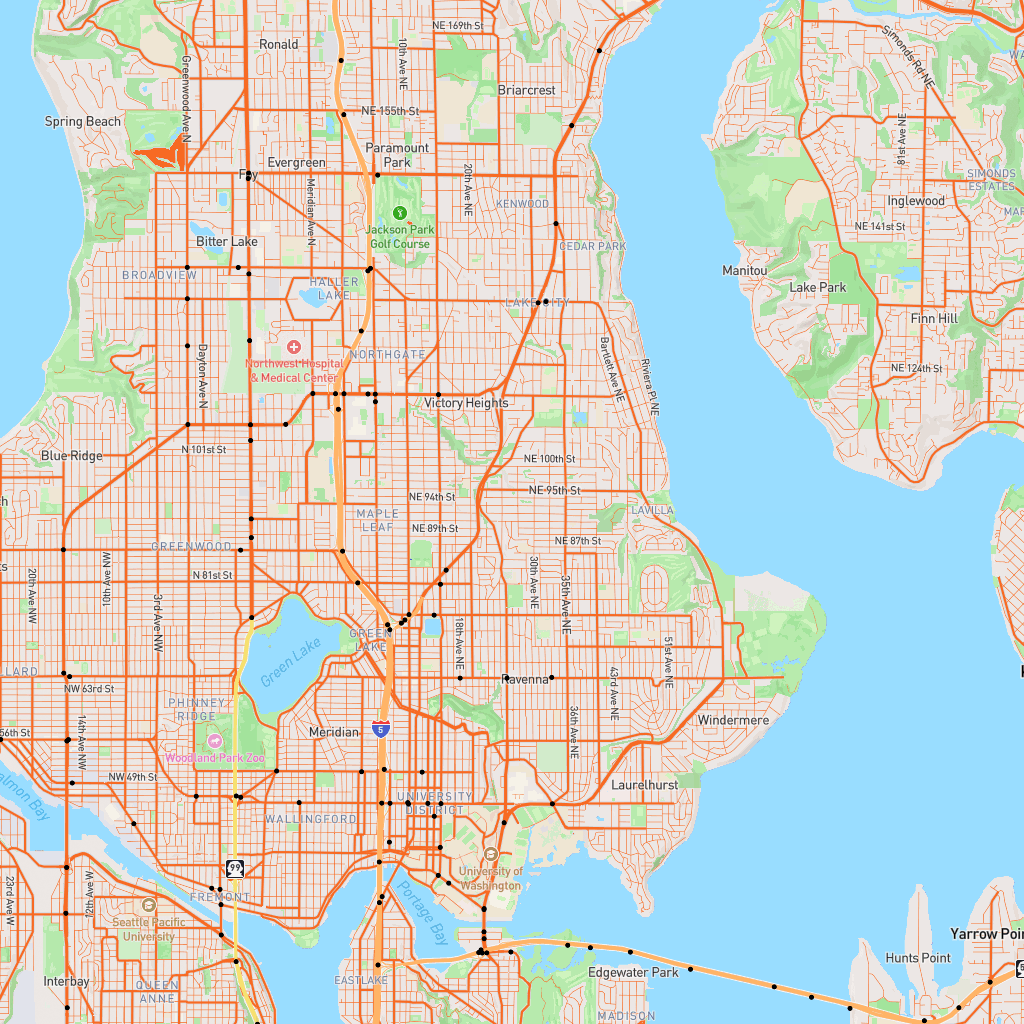 NE 169th St
Ronald
10th Ave NE
Simonds Rd NE
Greenwood Ave N
Briarcrest
Spring Beach
NE 155th St
81st Ave NE
Paramount
Park
Evergreen
Foy
Meridian Ave N
20th Ave NE
SIMONDS
ESTATES
KENWOOD
Inglewood
Jackson Park
Golf Course
NE 141st St
Bitter Lake
CEDAR PARK
BROADVIEW
Manitou
HALLER
LAKE
Lake Park
LAKE CITY
Finn Hill
Northwest Hospital
& Medical Center
NORTHGATE
Dayton Ave N
Bartlett Ave NE
Riviera Pl NE
NE 124th St
Victory Heights
N 101st St
Blue Ridge
NE 100th St
NE 94th St
NE 95th St
MAPLE
LEAF
LAVILLA
NE 89th St
GREENWOOD
NE 87th St
10th Ave NW
20th Ave NW
N 81st St
30th Ave NE
35th Ave NE
3rd Ave NW
GREEN
LAKE
18th Ave NE
51st Ave NE
Green Lake
LLARD
NW 63rd St
Ravenna
43rd Ave NE
PHINNEY
RIDGE
36th Ave NE
14th Ave NW
5
Meridian
Windermere
56th St
Woodland Park Zoo
NW 49th St
Laurelhurst
almon Bay
UNIVERSITY
DISTRICT
WALLINGFORD
99
University of
Washington
23rd Ave W
12th Ave W
FREMONT
Portage Bay
Seattle Pacific
University
Yarrow Poin
Hunts Point
Interbay
QUEEN
ANNE
EASTLAKE
Edgewater Park
MADISON